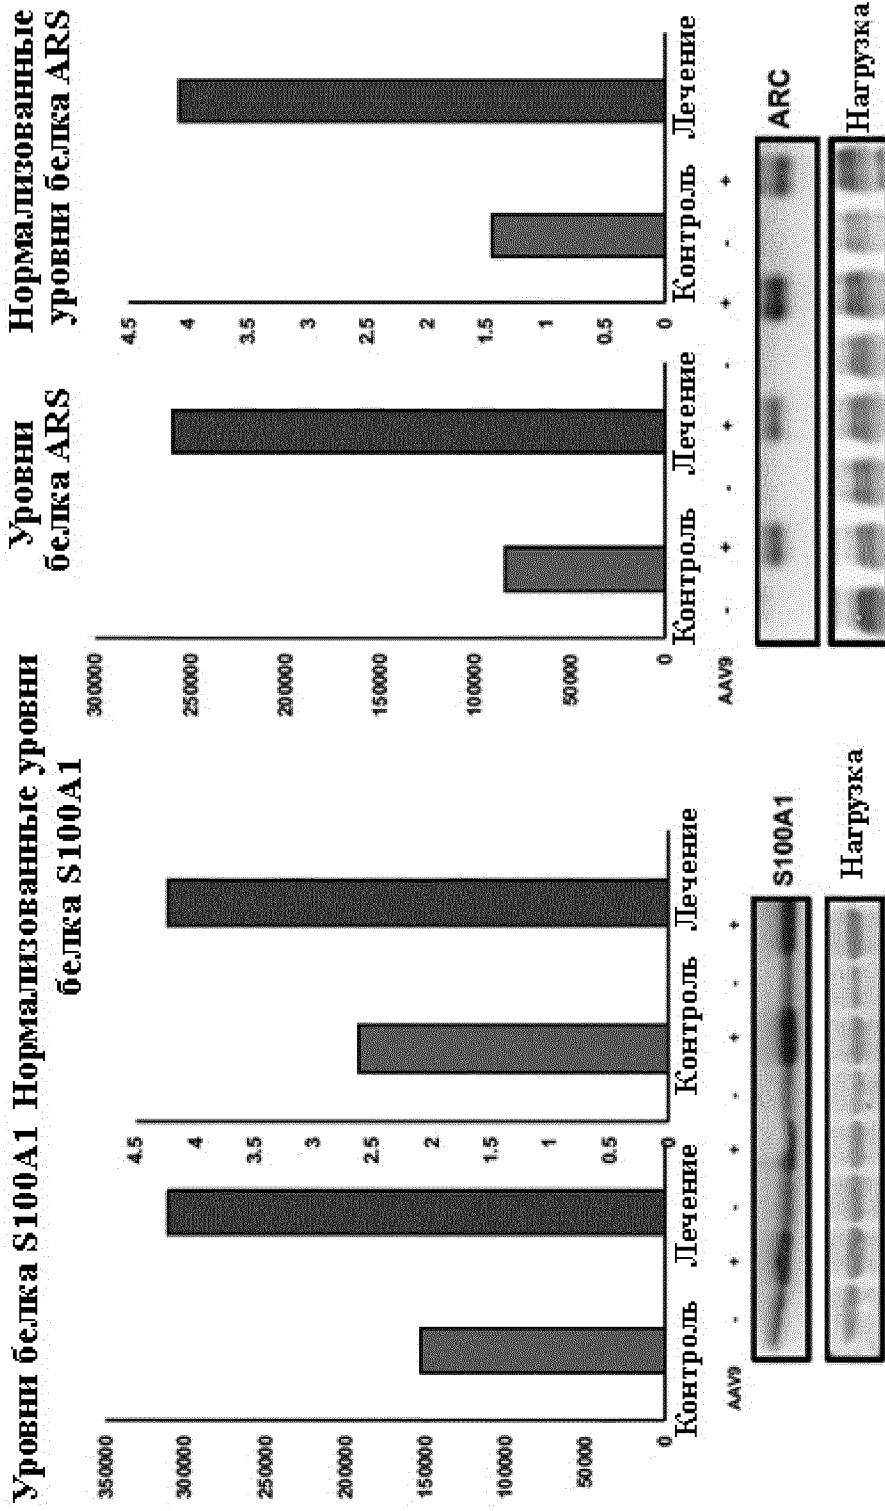 Уровни белка S100A1
350000
300000
250000
200000
150000
100000
50000
0
Контроль Лечение
Нормализованные уровни
белка S100A1
4.5
4
3.5
3
2.5
2
1.5
1
0.5
0
Контроль Лечение
AAV9 - + - + - + - +
S100A1
Нагрузка
Уровни
белка ARS
300000
250000
200000
150000
100000
50000
0
Контроль Лечение
Нормализованные
уровни белка ARS
4.5
4
3.5
3
2.5
2
1.5
1
0.5
0
Контроль Лечение
AAV9 - + - + - + - +
ARC
Нагрузка